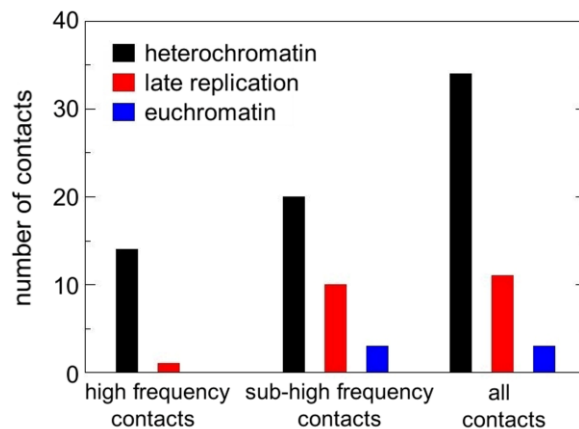 40
30
20
10
0
number of contacts
heterochromatin
late replication
euchromatin
high frequency
contacts
sub-high frequency
contacts
all
contacts